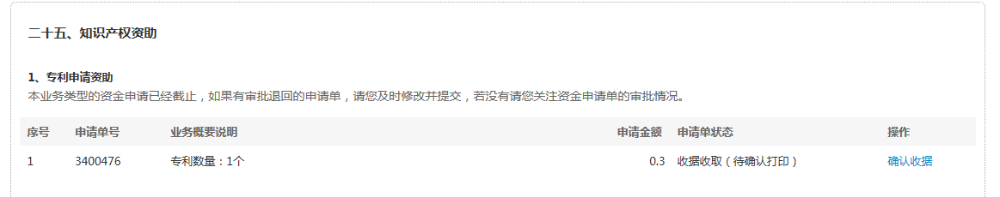 二十五、知识产权资助
1、专利申请资助
本业务类型的资金申请已经截止，如果有审批退回的申请单，请您及时修改并提交，若没有请您关注资金申请单的审批情况。
序号 申请单号 业务概要说明 申请金额 申请单状态 操作
1 3400476 专利数量：1个 0.3 收据收取（待确认打印） 确认收据